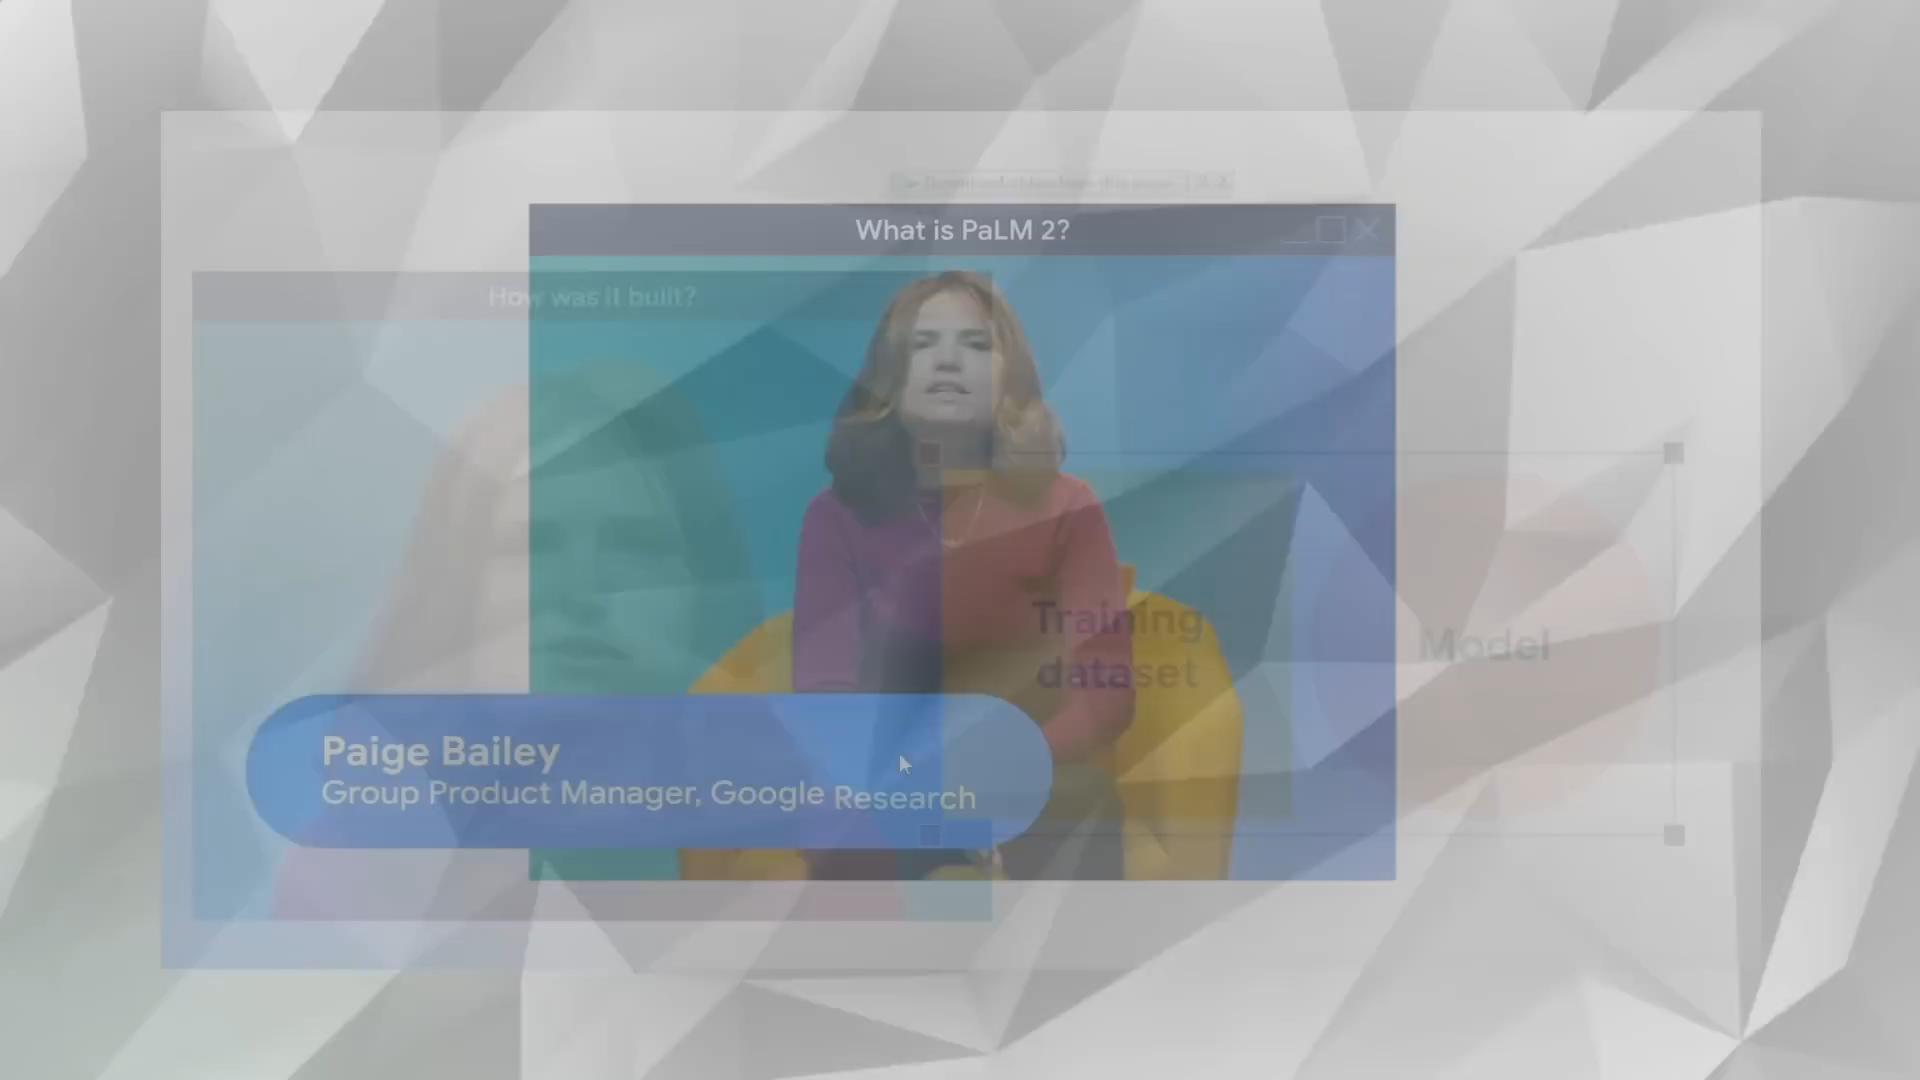 What is PaLM 2?
How was it built?
Training
dataset
Model
Paige Bailey
Group Product Manager, Google Research